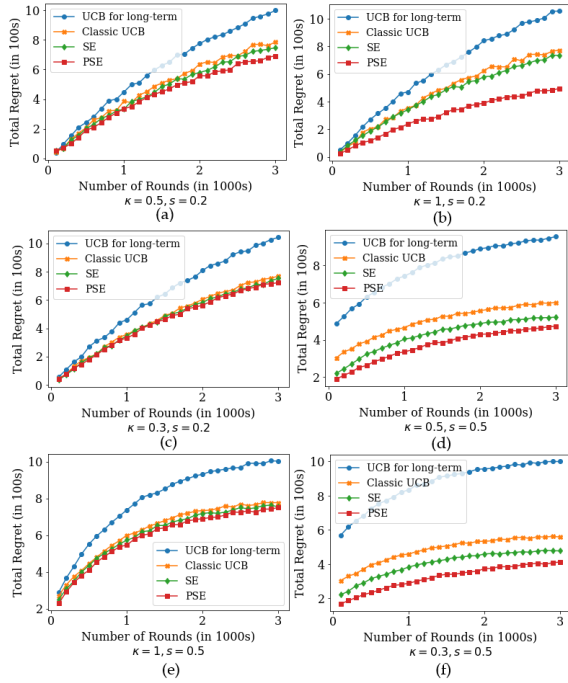 Total Regret (in 100s)
10
8
6
4
2
0
UCB for long-term
Classic UCB
SE
PSE
0
1
2
3
Number of Rounds (in 1000s)
κ = 0.5, s = 0.2
(a)
Total Regret (in 100s)
10
8
6
4
2
0
UCB for long-term
Classic UCB
SE
PSE
0
1
2
3
Number of Rounds (in 1000s)
κ = 1, s = 0.2
(b)
Total Regret (in 100s)
10
8
6
4
2
0
UCB for long-term
Classic UCB
SE
PSE
0
1
2
3
Number of Rounds (in 1000s)
κ = 0.3, s = 0.2
(c)
Total Regret (in 100s)
8
6
4
2
UCB for long-term
Classic UCB
SE
PSE
0
1
2
3
Number of Rounds (in 1000s)
κ = 0.5, s = 0.5
(d)
Total Regret (in 100s)
10
8
6
4
2
UCB for long-term
Classic UCB
SE
PSE
0
1
2
3
Number of Rounds (in 1000s)
κ = 1, s = 0.5
(e)
Total Regret (in 100s)
10
8
6
4
2
UCB for long-term
Classic UCB
SE
PSE
0
1
2
3
Number of Rounds (in 1000s)
κ = 0.3, s = 0.5
(f)